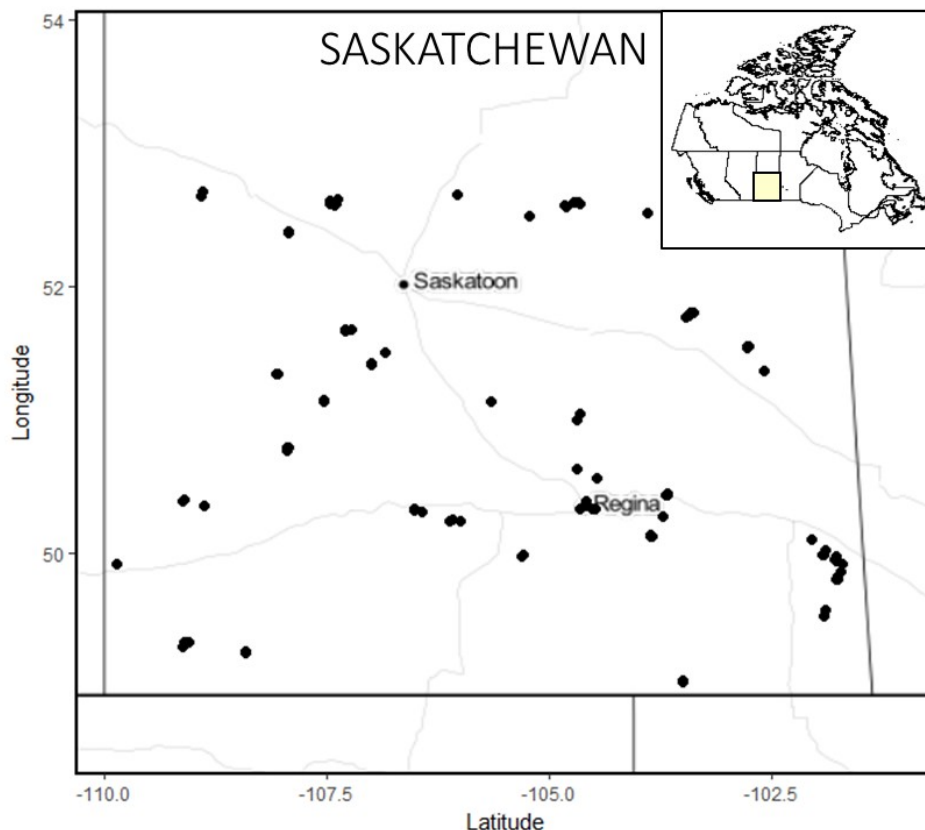 SASKATCHEWAN
54
52
50
Longitude
Saskatoon
Regina
-110.0
-107.5
-105.0
-102.5
Latitude